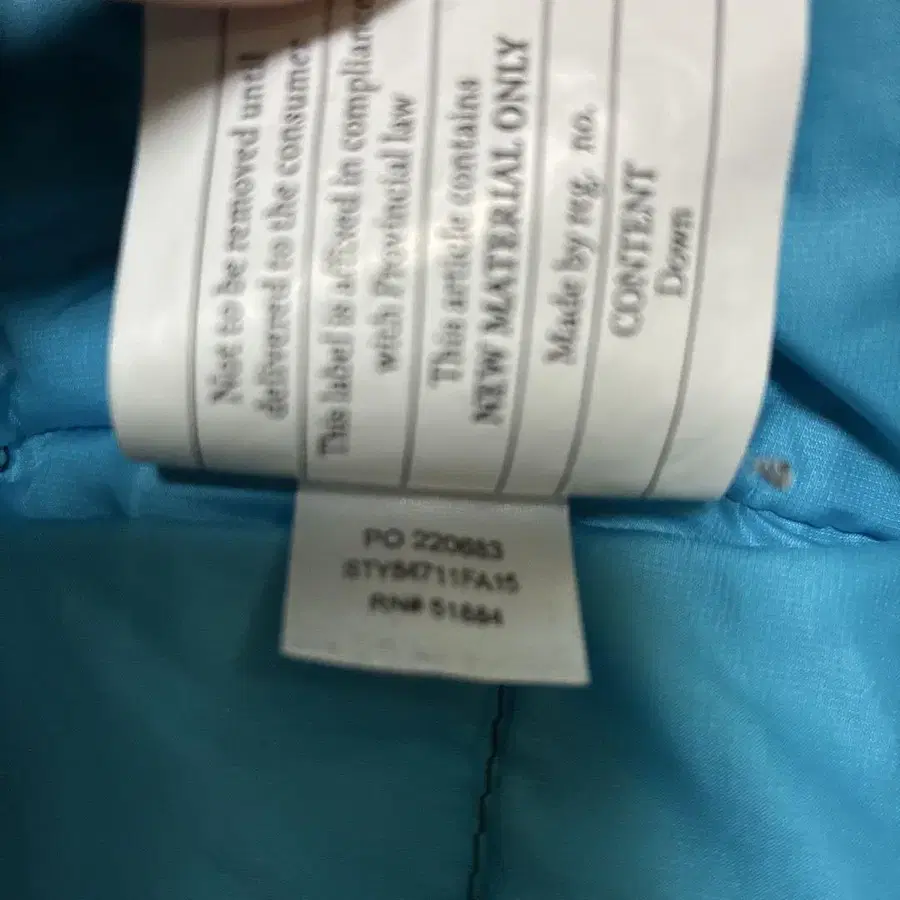 Not to be removed until
delivered to the consumer
This label is affixed in compliance
with Provincial law
This article contains
NEW MATERIAL ONLY
Made by reg. no.
CONTENT
Down
PO 220683
STY84711FA15
RN# 51884